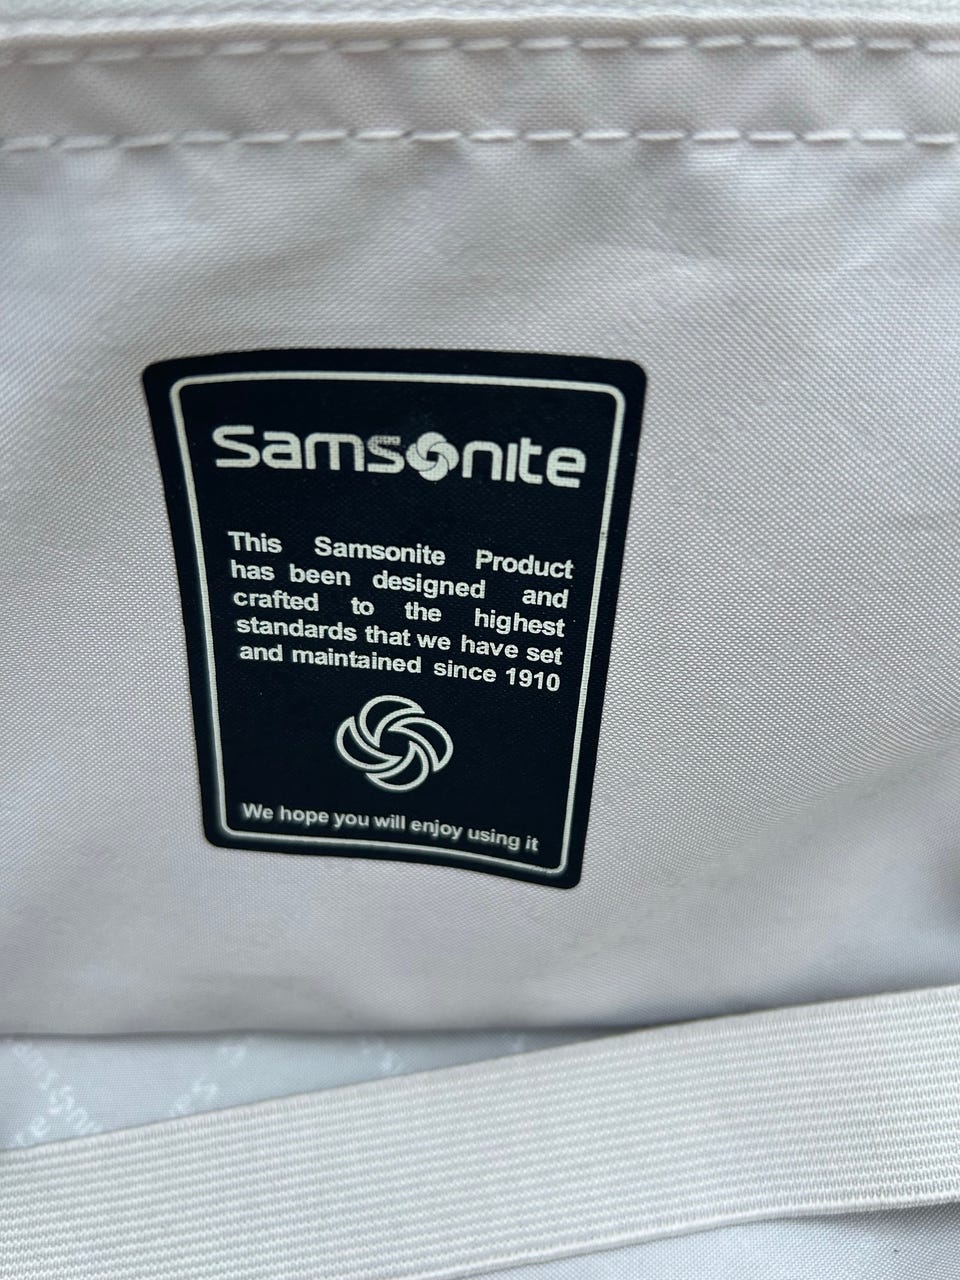 Samsonite
This Samsonite Product
has been designed and
crafted to the highest
standards that we have set
and maintained since 1910
We hope you will enjoy using it